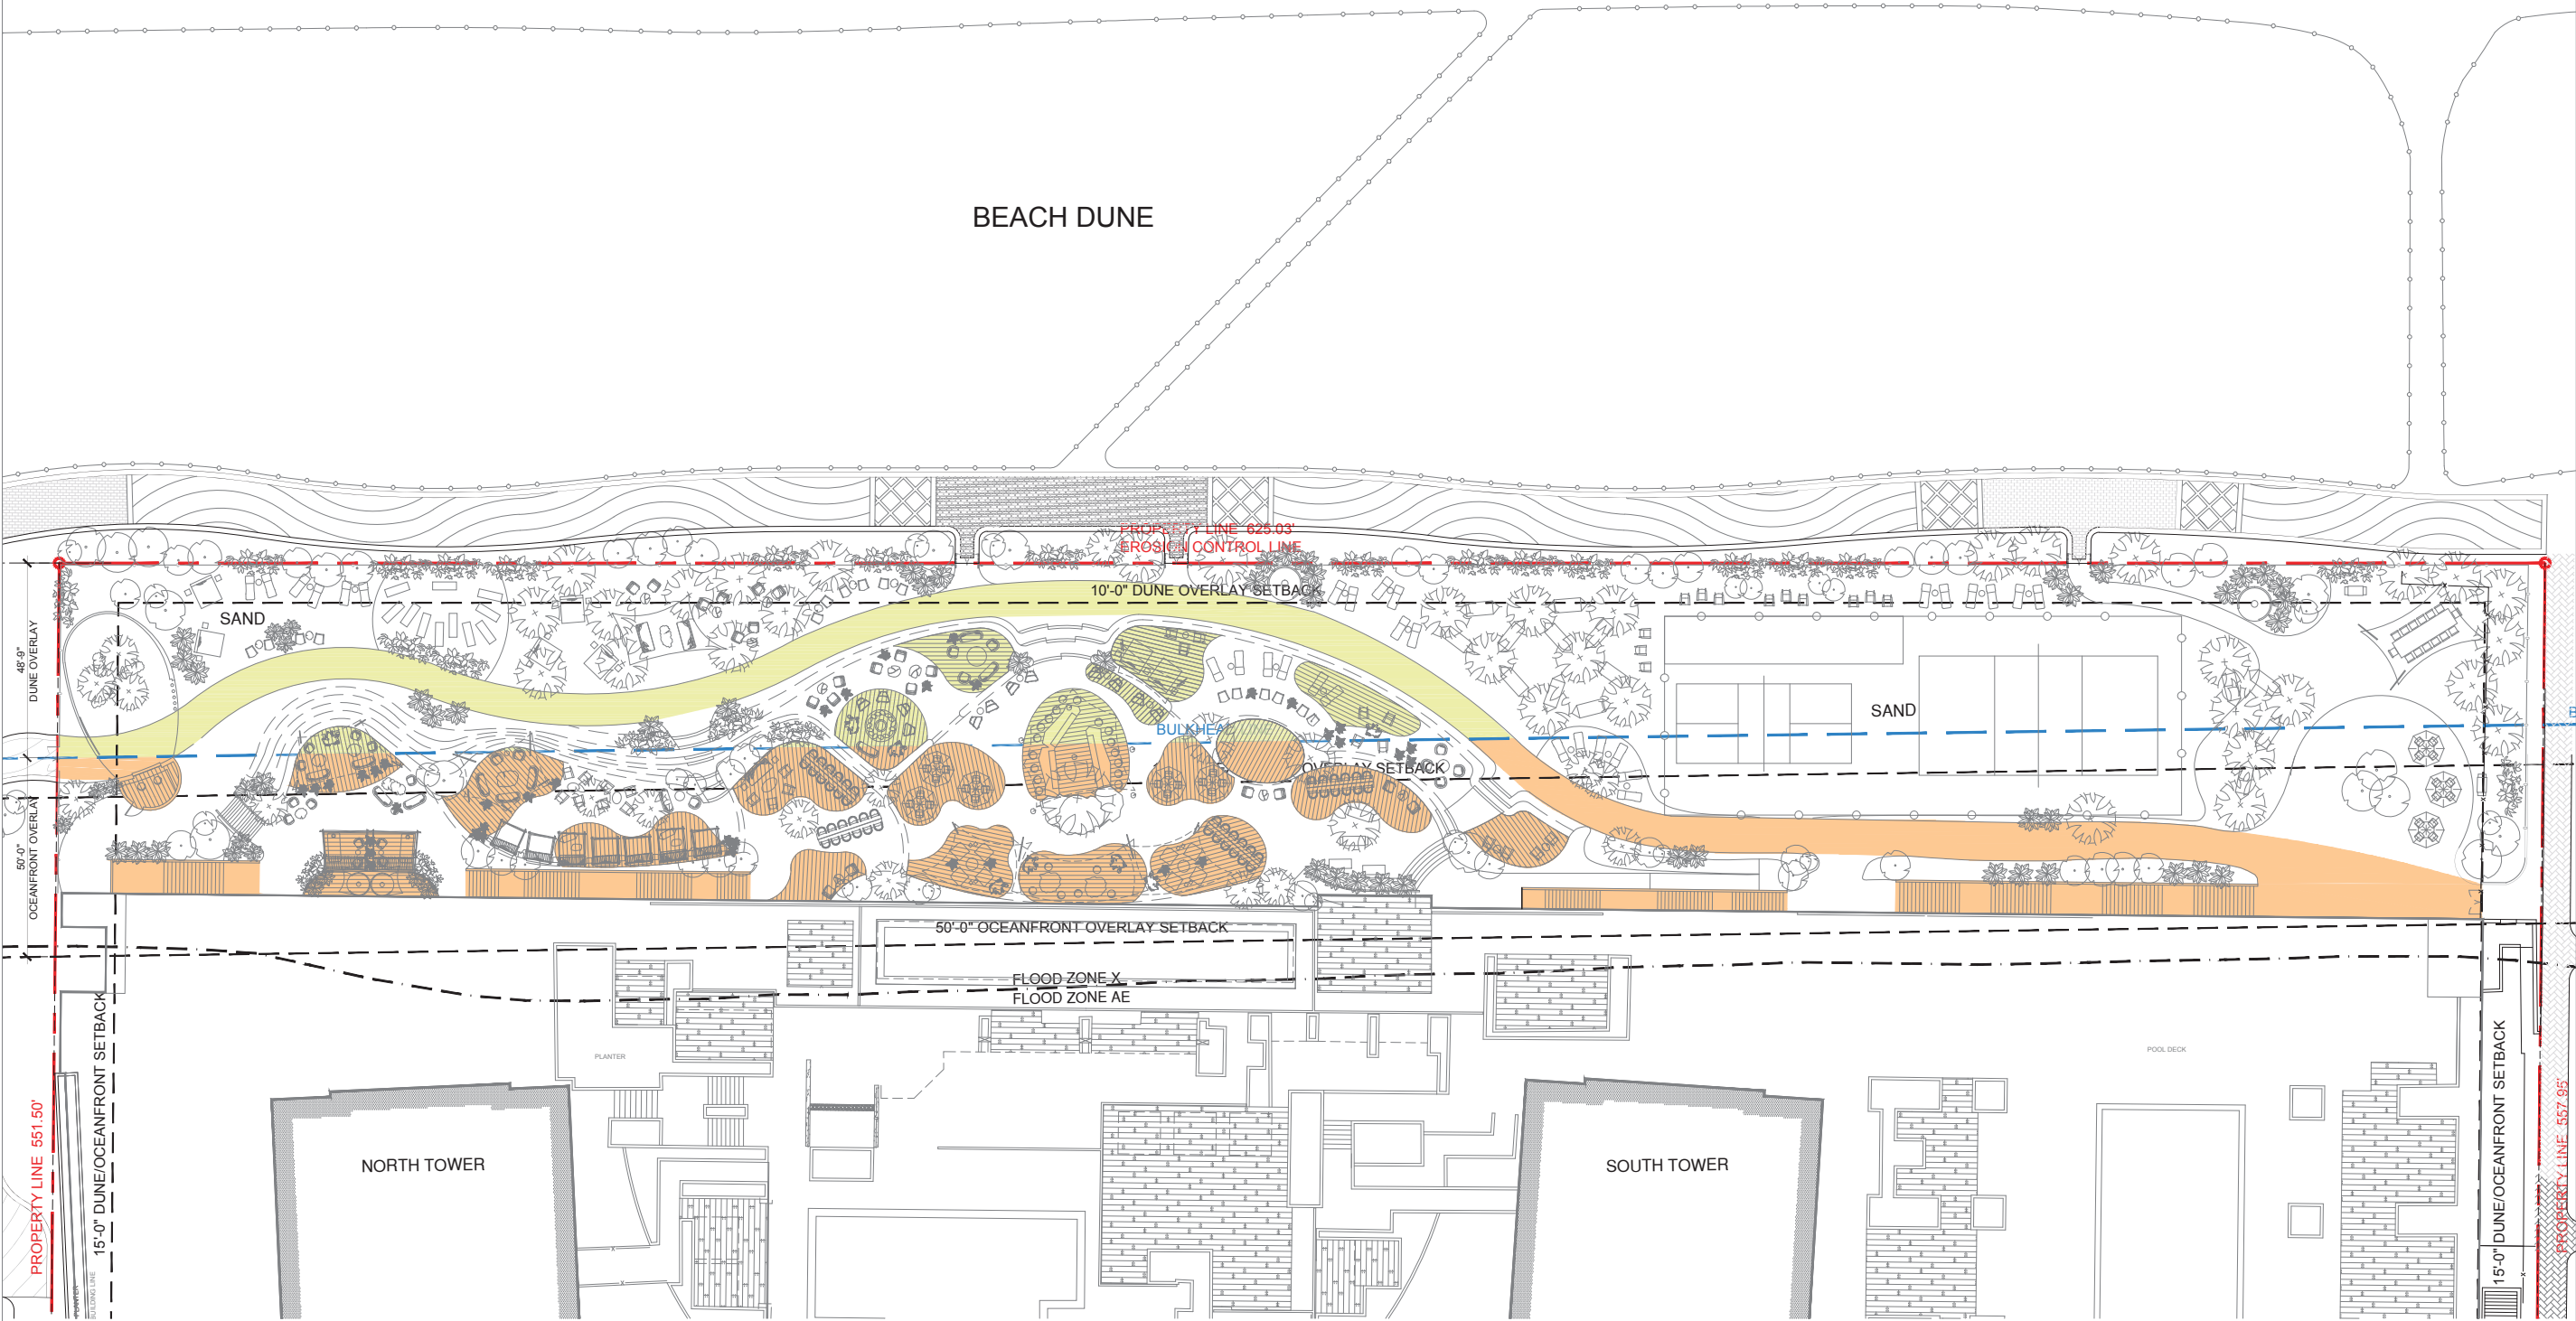 BEACH DUNE
PROPERTY LINE 625.03'
EROSION CONTROL LINE
10'-0" DUNE OVERLAY SETBACK
SAND
48'-9"
DUNE OVERLAY
SAND
OVERLAY SETBACK
50'-0"
OCEANFRONT OVERLAY
50'-0" OCEANFRONT OVERLAY SETBACK
FLOOD ZONE X
FLOOD ZONE AE
PLANTER
POOL DECK
NORTH TOWER
SOUTH TOWER
PROPERTY LINE 551.50'
15'-0" DUNE/OCEANFRONT SETBACK
15'-0" DUNE/OCEANFRONT SETBACK
PROPERTY LINE 557.95'
PLANTER
BUILDING LINE